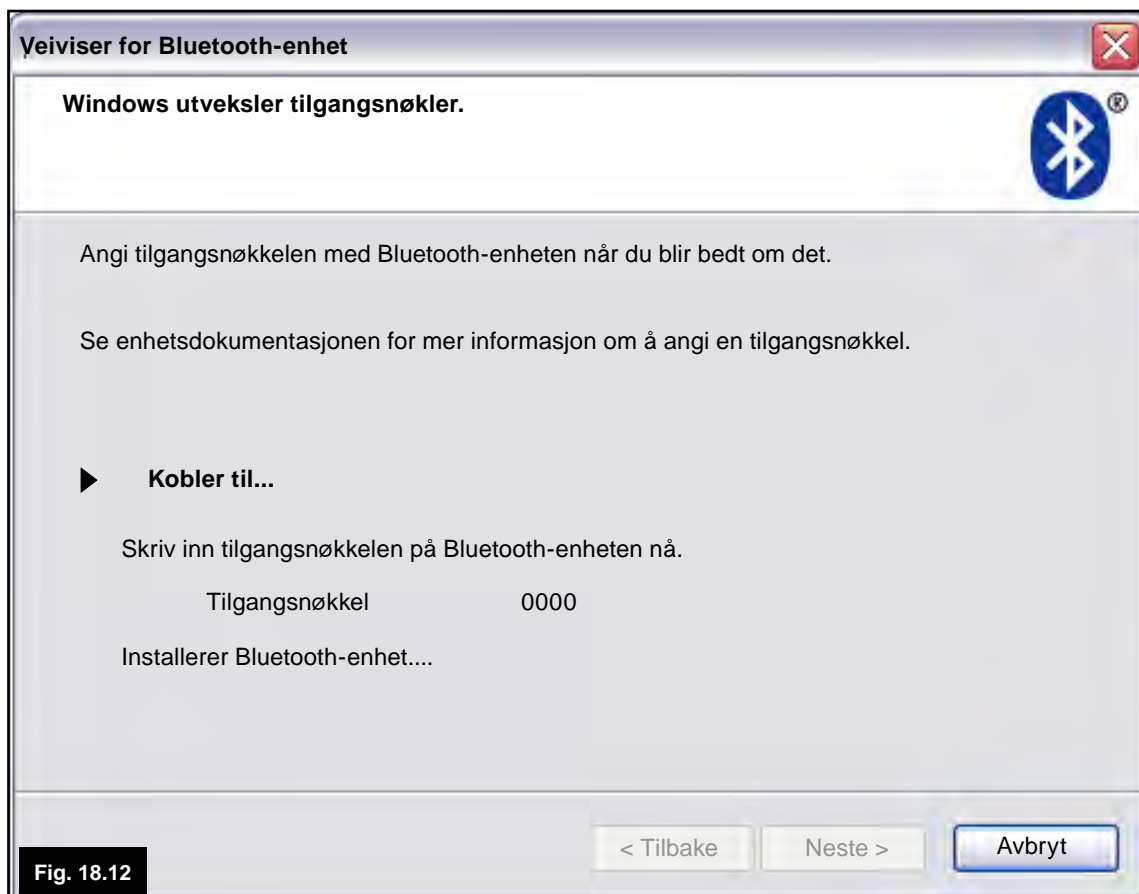 Veiviser for Bluetooth-enhet
Windows utveksler tilgangsnøkler.
®
Angi tilgangsnøkkelen med Bluetooth-enheten når du blir bedt om det.
Se enhetsdokumentasjonen for mer informasjon om å angi en tilgangsnøkkel.
Kobler til...
Skriv inn tilgangsnøkkelen på Bluetooth-enheten nå.
Tilgangsnøkkel 0000
Installerer Bluetooth-enhet....
< Tilbake Neste > Avbryt
Fig. 18.12